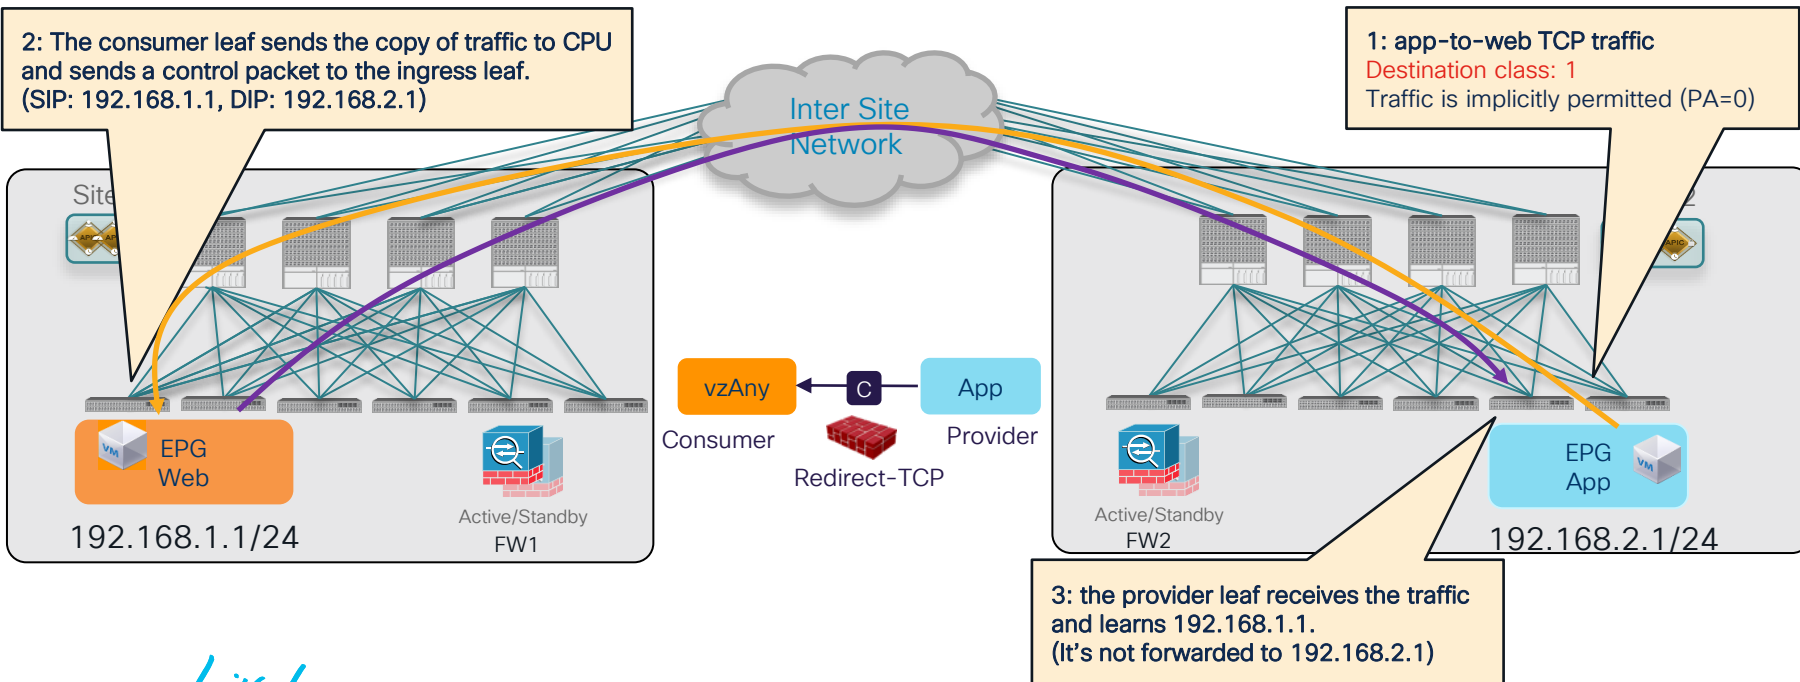 2: The consumer leaf sends the copy of traffic to CPU
and sends a control packet to the ingress leaf.
(SIP: 192.168.1.1, DIP: 192.168.2.1)
1: app-to-web TCP traffic
Destination class: 1
Traffic is implicitly permitted (PA=0)
Inter Site
Network
Site
2
APIC
vzAny
C
App
Consumer
Provider
Redirect-TCP
VM
EPG
Web
192.168.1.1/24
Active/Standby
FW1
Active/Standby
FW2
EPG
App
VM
192.168.2.1/24
3: the provider leaf receives the traffic
and learns 192.168.1.1.
(It's not forwarded to 192.168.2.1)